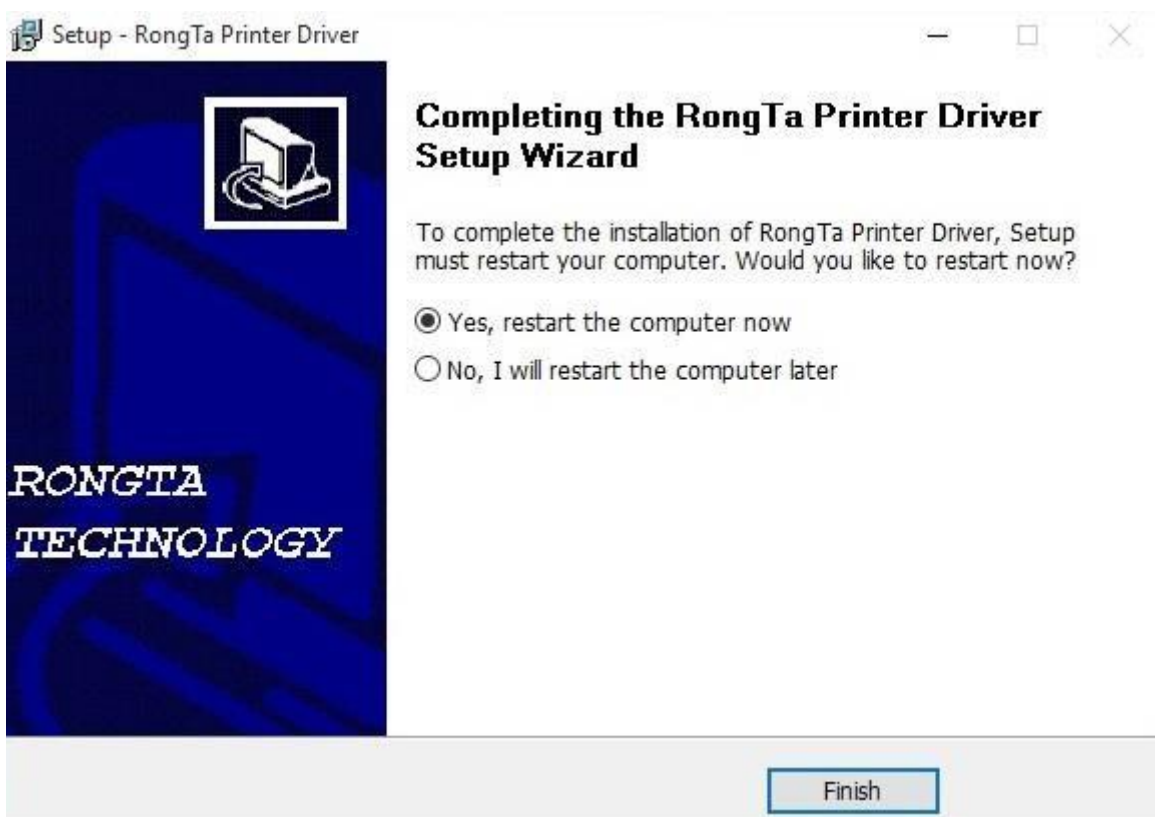 Setup - RongTa Printer Driver
Completing the RongTa Printer Driver
Setup Wizard
To complete the installation of RongTa Printer Driver, Setup
must restart your computer. Would you like to restart now?
Yes, restart the computer now
No, I will restart the computer later
RONGTA
TECHNOLOGY
Finish